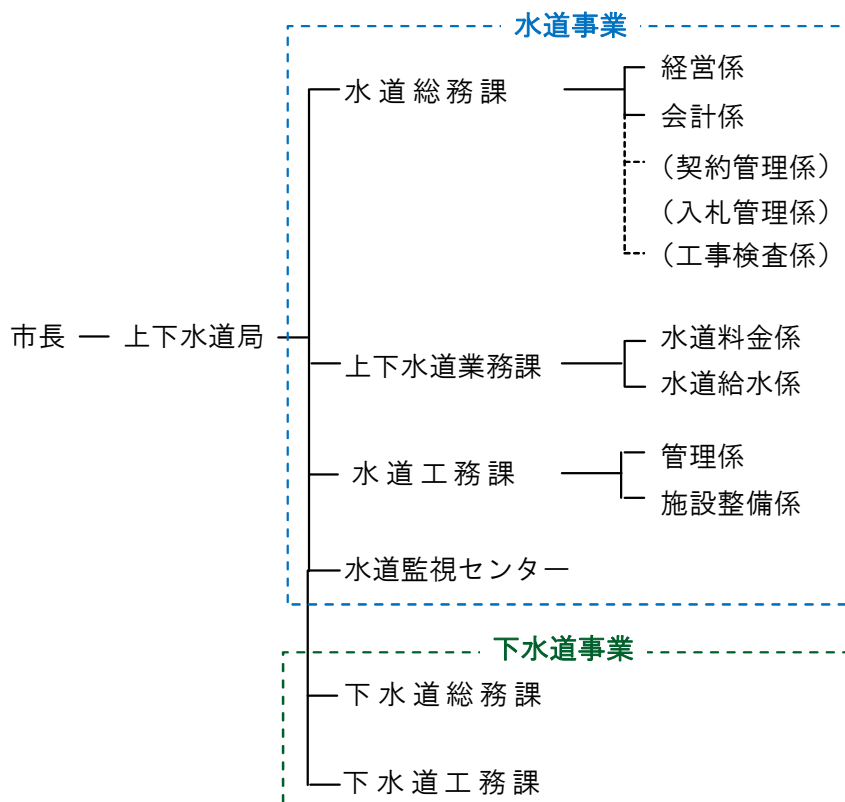 水道事業
水道総務課
経営係
会計係
(契約管理係)
(入札管理係)
(工事検査係)
市長
上下水道局
上下水道業務課
水道料金係
水道給水係
水道工務課
管理係
施設整備係
水道監視センター
下水道事業
下水道総務課
下水道工務課